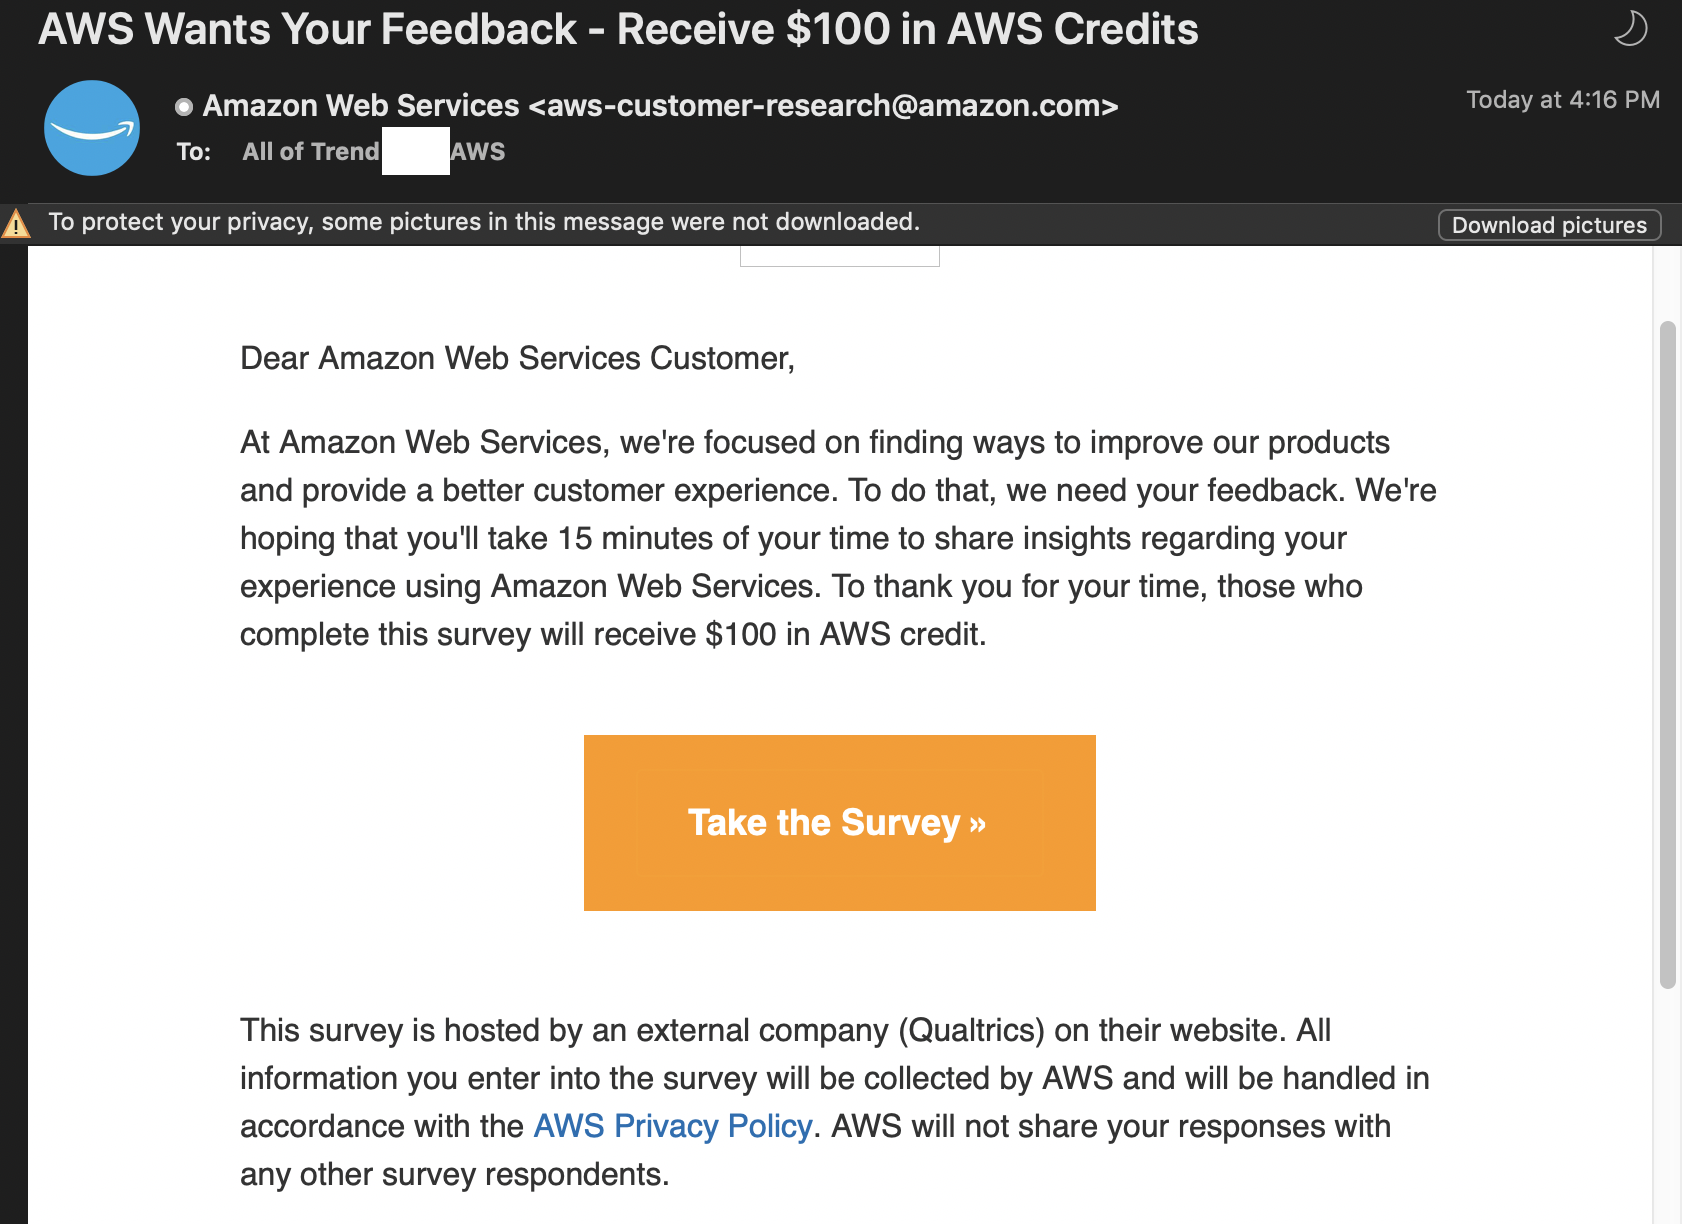 AWS Wants Your Feedback - Receive $100 in AWS Credits
Amazon Web Services <aws-customer-research@amazon.com>
Today at 4:16 PM
To: All of Trend AWS
To protect your privacy, some pictures in this message were not downloaded.
Download pictures
Dear Amazon Web Services Customer,
At Amazon Web Services, we're focused on finding ways to improve our products
and provide a better customer experience. To do that, we need your feedback. We're
hoping that you'll take 15 minutes of your time to share insights regarding your
experience using Amazon Web Services. To thank you for your time, those who
complete this survey will receive $100 in AWS credit.
Take the Survey »
This survey is hosted by an external company (Qualtrics) on their website. All
information you enter into the survey will be collected by AWS and will be handled in
accordance with the AWS Privacy Policy. AWS will not share your responses with
any other survey respondents.